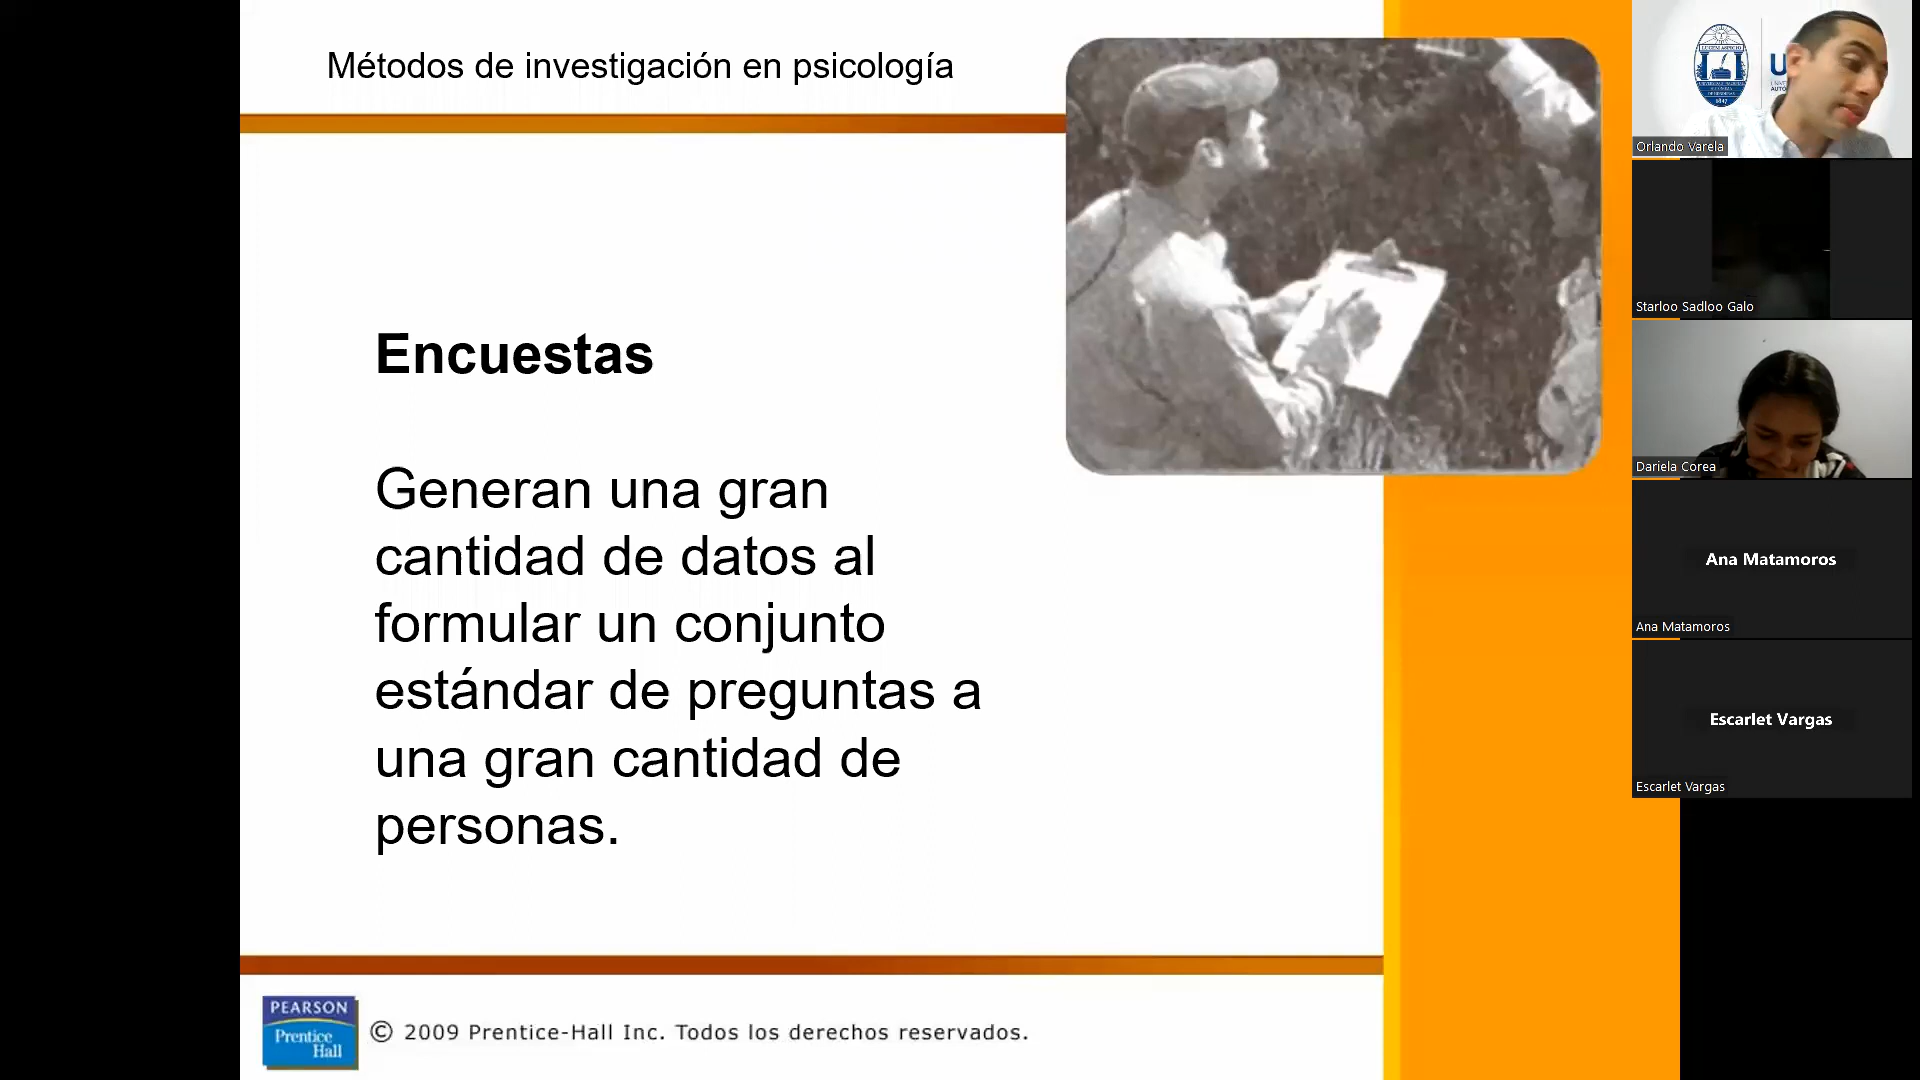 Métodos de investigación en psicología
Encuestas
Generan una gran
cantidad de datos al
formular un conjunto
estándar de preguntas a
una gran cantidad de
personas.
PEARSON
Prentice
Hall
© 2009 Prentice-Hall Inc. Todos los derechos reservados.
1847
Orlando Varela
Starloo Sadloo Galo
Dariela Corea
Ana Matamoros
Ana Matamoros
Escarlet Vargas
Escarlet Vargas